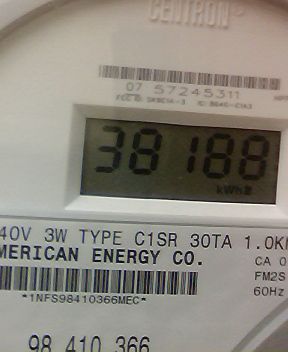 CENTRON®
07 57245311
38188
kWh
40V 3W TYPE C1SR 30TA 1.0K
MERICAN ENERGY CO.
CA 0
FM2S
60Hz
*1NFS98410366MEC*
98 410 366